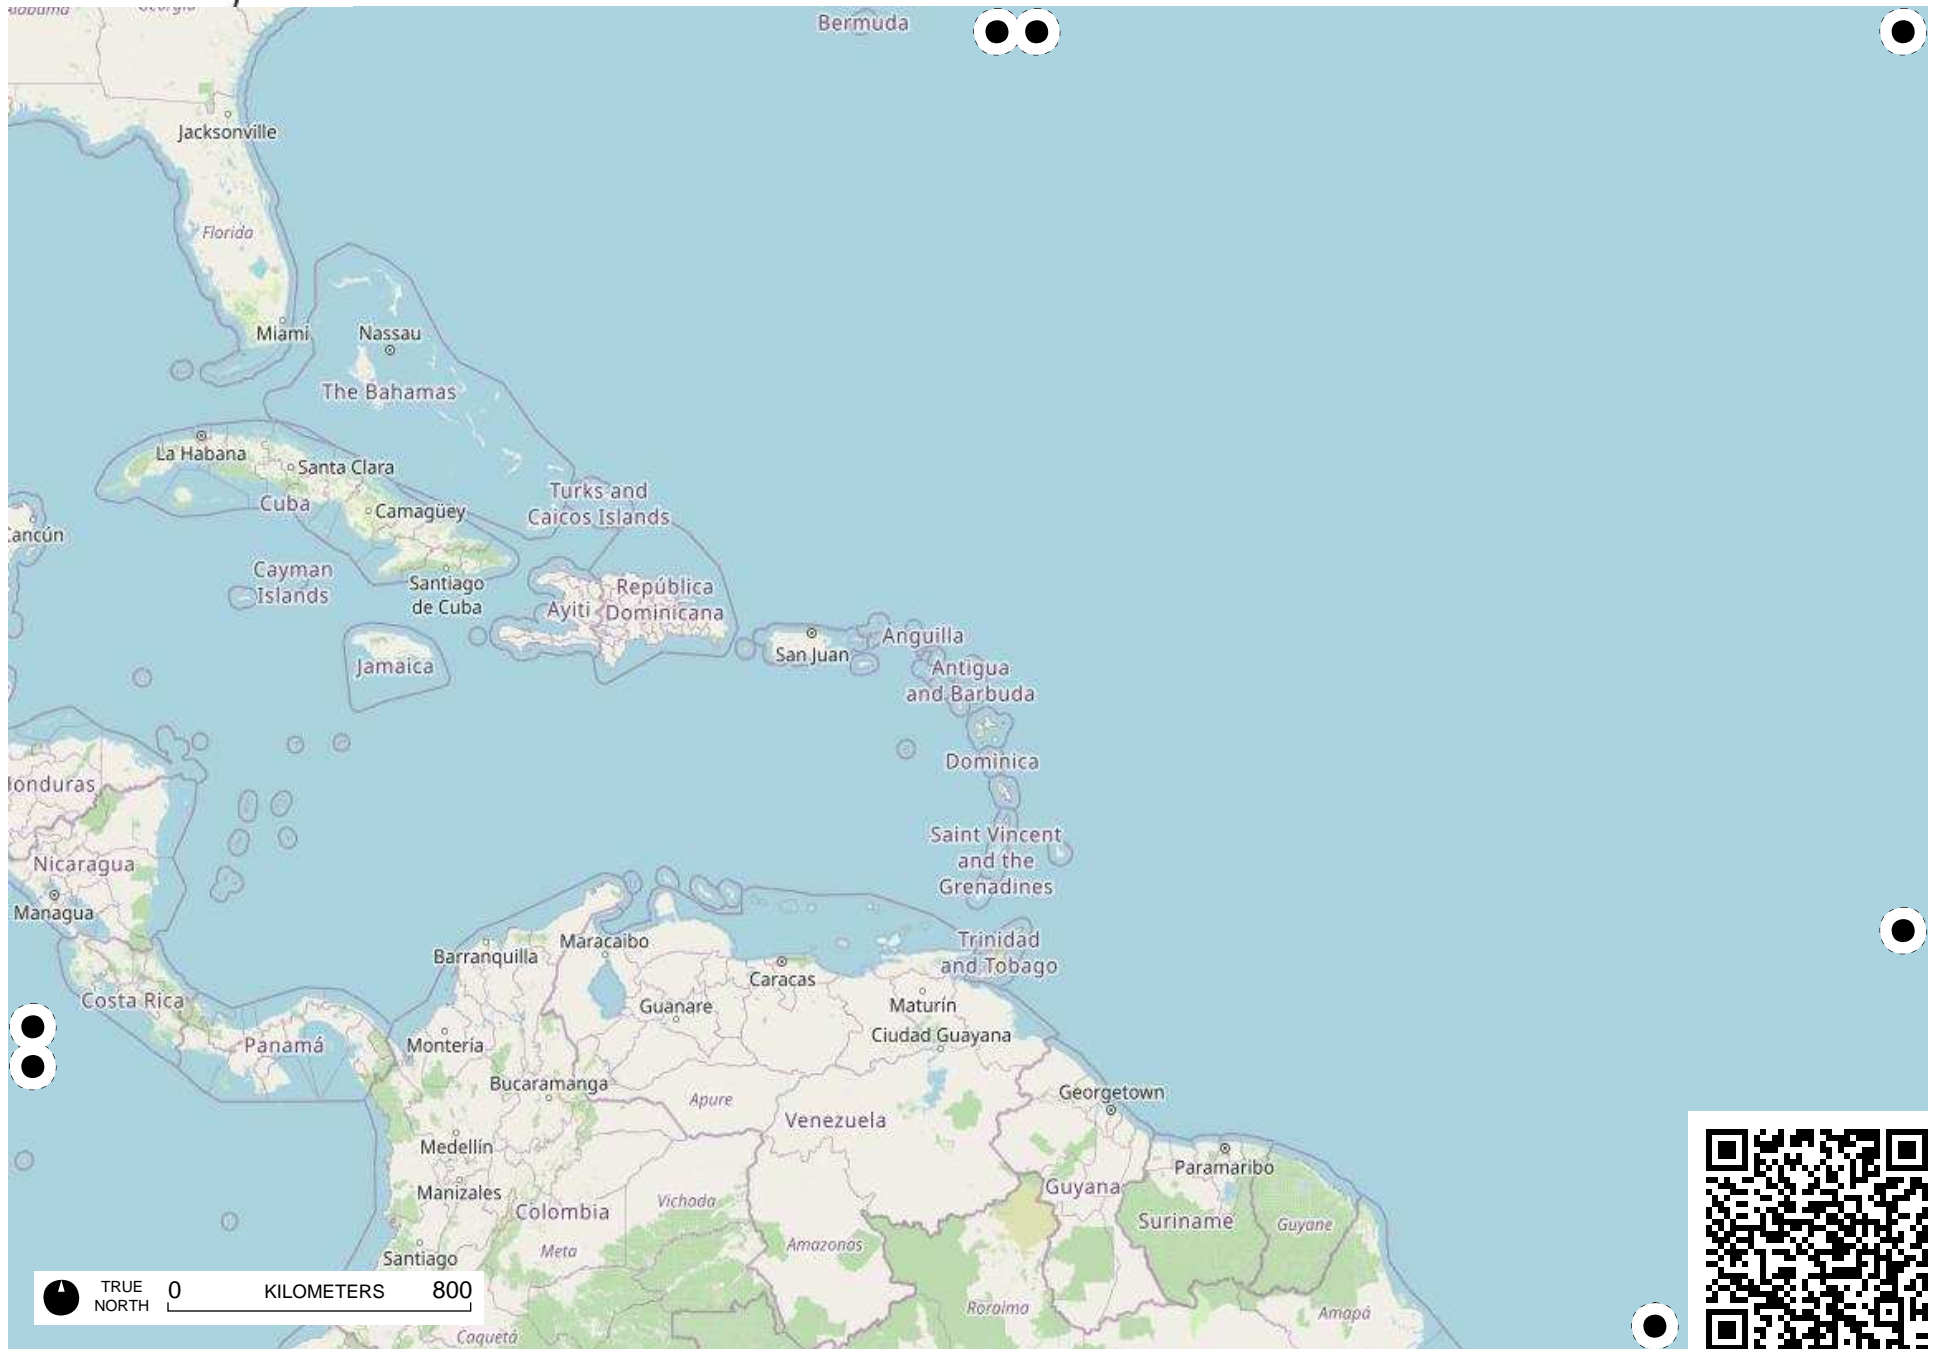 Alabama
Georgia
Bermuda
Jacksonville
Florida
Miami
Nassau
The Bahamas
La Habana
Santa Clara
Cuba
Camagüey
Turks and
Caicos Islands
Cancún
Cayman
Islands
Santiago
de Cuba
Ayiti
República
Dominicana
Jamaica
San Juan
Anguilla
Antigua
and Barbuda
Dominica
Honduras
Saint Vincent
and the
Grenadines
Nicaragua
Managua
Barranquilla
Maracaibo
Caracas
Trinidad
and Tobago
Costa Rica
Guanare
Maturín
Ciudad Guayana
Panamá
Montería
Bucaramanga
Apure
Venezuela
Georgetown
Medellín
Manizales
Colombia
Vichada
Paramaribo
Guyana
Suriname
Guyane
Santiago
Meta
Amazonas
Roraima
Amapá
Caquetá
TRUE
NORTH
0 KILOMETERS 800